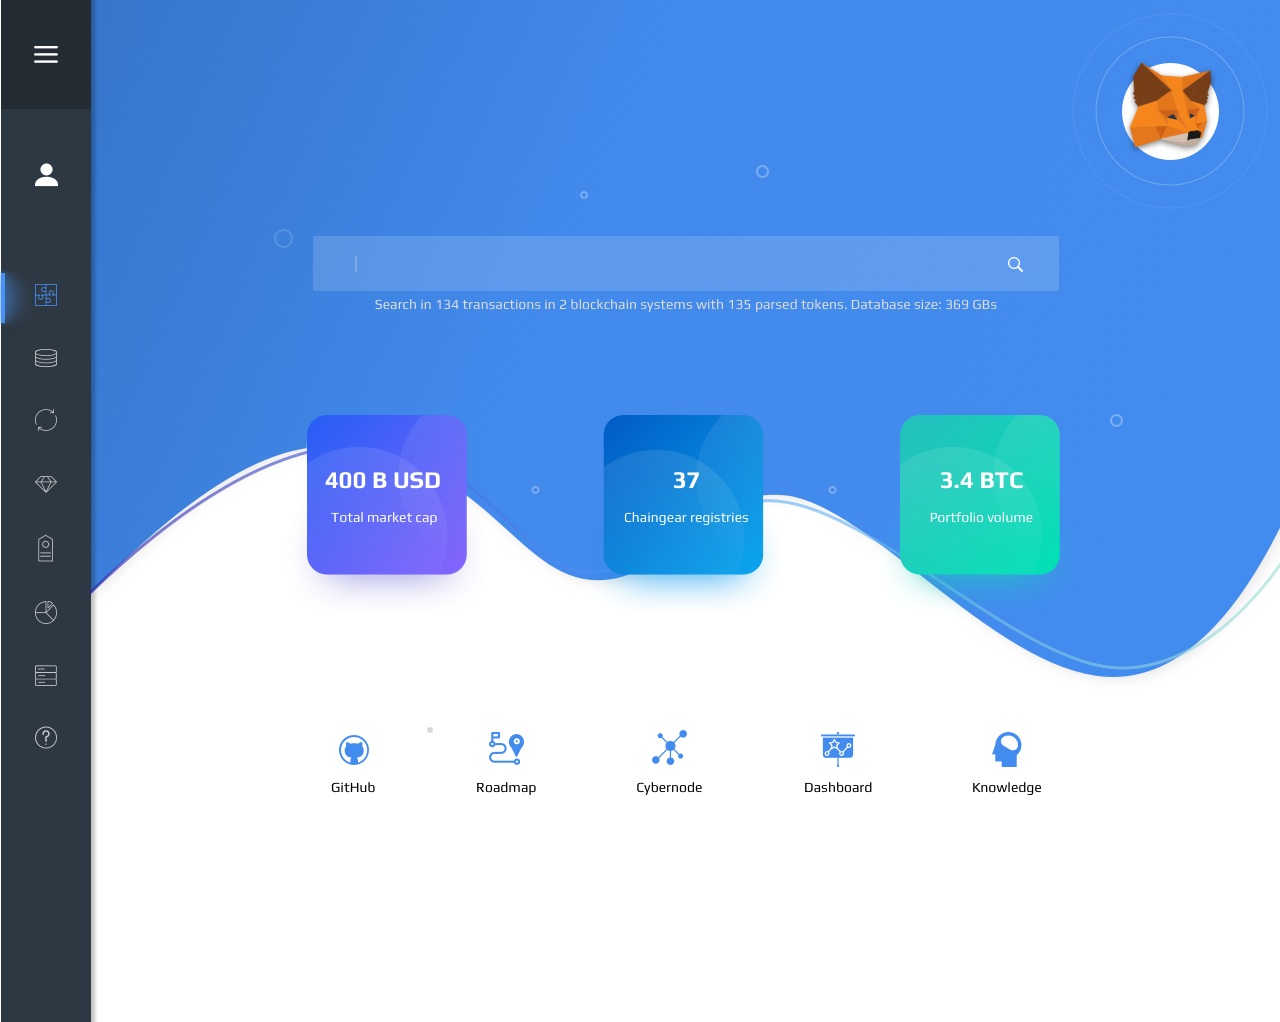 Search in 134 transactions in 2 blockchain systems with 135 parsed tokens. Database size: 369 GBs
400 B USD
Total market cap
37
Chaingear registries
3.4 BTC
Portfolio volume
GitHub
Roadmap
Cybernode
Dashboard
Knowledge